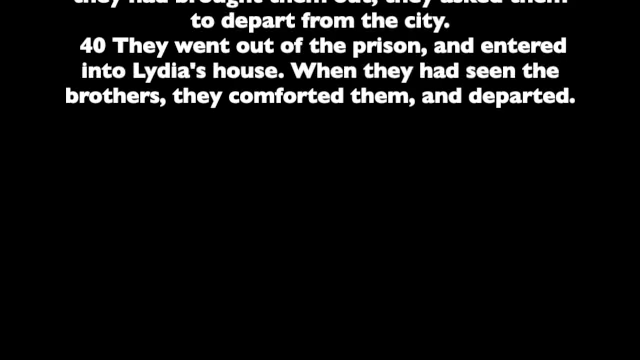 they had brought them out, they asked them
to depart from the city.
40 They went out of the prison, and entered
into Lydia's house. When they had seen the
brothers, they comforted them, and departed.